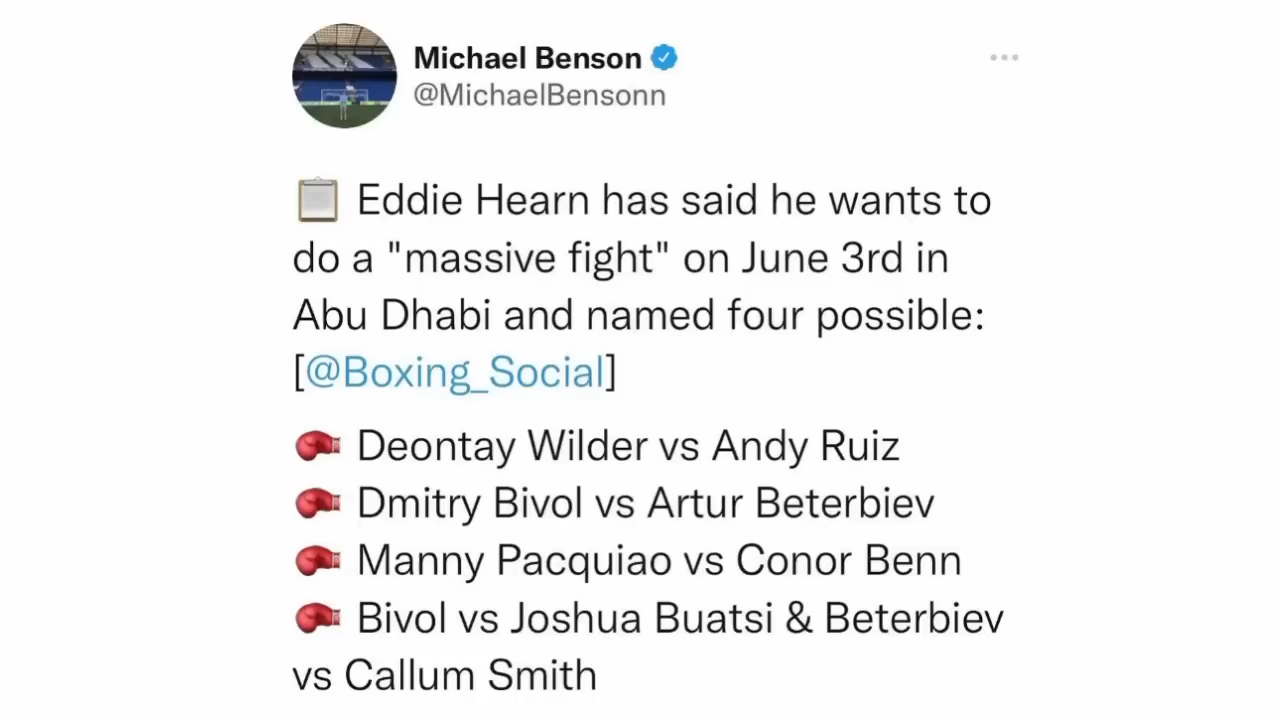 Michael Benson
@MichaelBensonn
Eddie Hearn has said he wants to
do a "massive fight" on June 3rd in
Abu Dhabi and named four possible:
[@Boxing_Social]
Deontay Wilder vs Andy Ruiz
Dmitry Bivol vs Artur Beterbiev
Manny Pacquiao vs Conor Benn
Bivol vs Joshua Buatsi & Beterbiev
vs Callum Smith